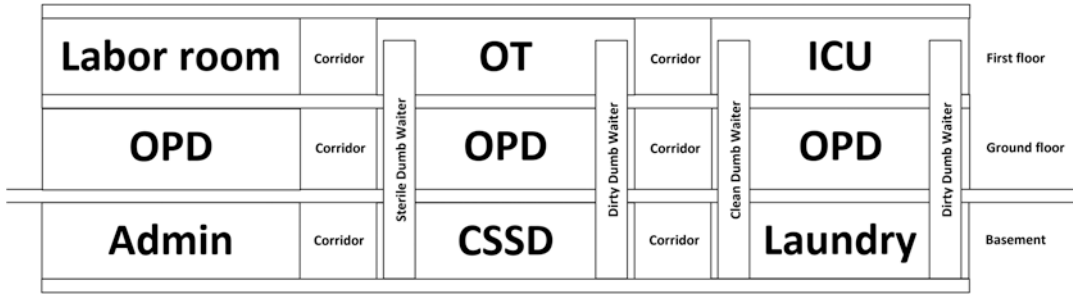 Labor room
Corridor
OT
Corridor
ICU
First floor
Sterile Dumb Waiter
Dirty Dumb Waiter
Clean Dumb Waiter
Dirty Dumb Waiter
OPD
Corridor
OPD
Corridor
OPD
Ground floor
Admin
Corridor
CSSD
Corridor
Laundry
Basement